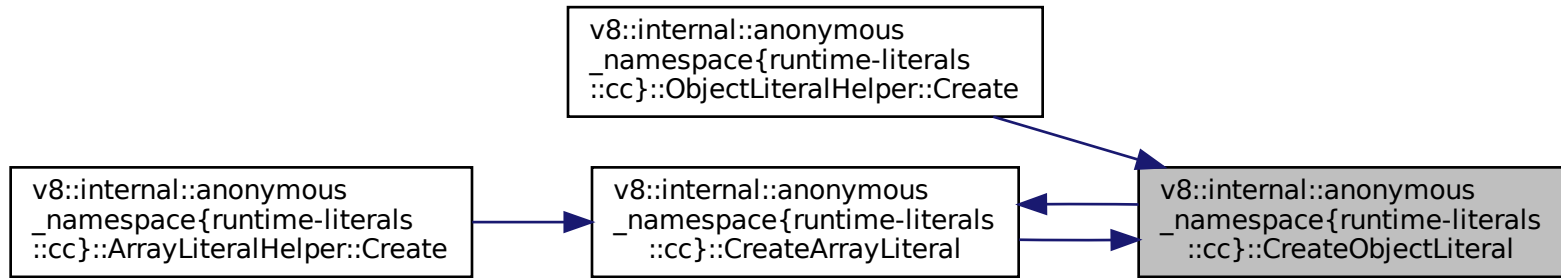 v8::internal::anonymous
_namespace{runtime-literals
::cc}::ObjectLiteralHelper::Create
v8::internal::anonymous
_namespace{runtime-literals
::cc}::ArrayLiteralHelper::Create
v8::internal::anonymous
_namespace{runtime-literals
::cc}::CreateArrayLiteral
v8::internal::anonymous
_namespace{runtime-literals
::cc}::CreateObjectLiteral